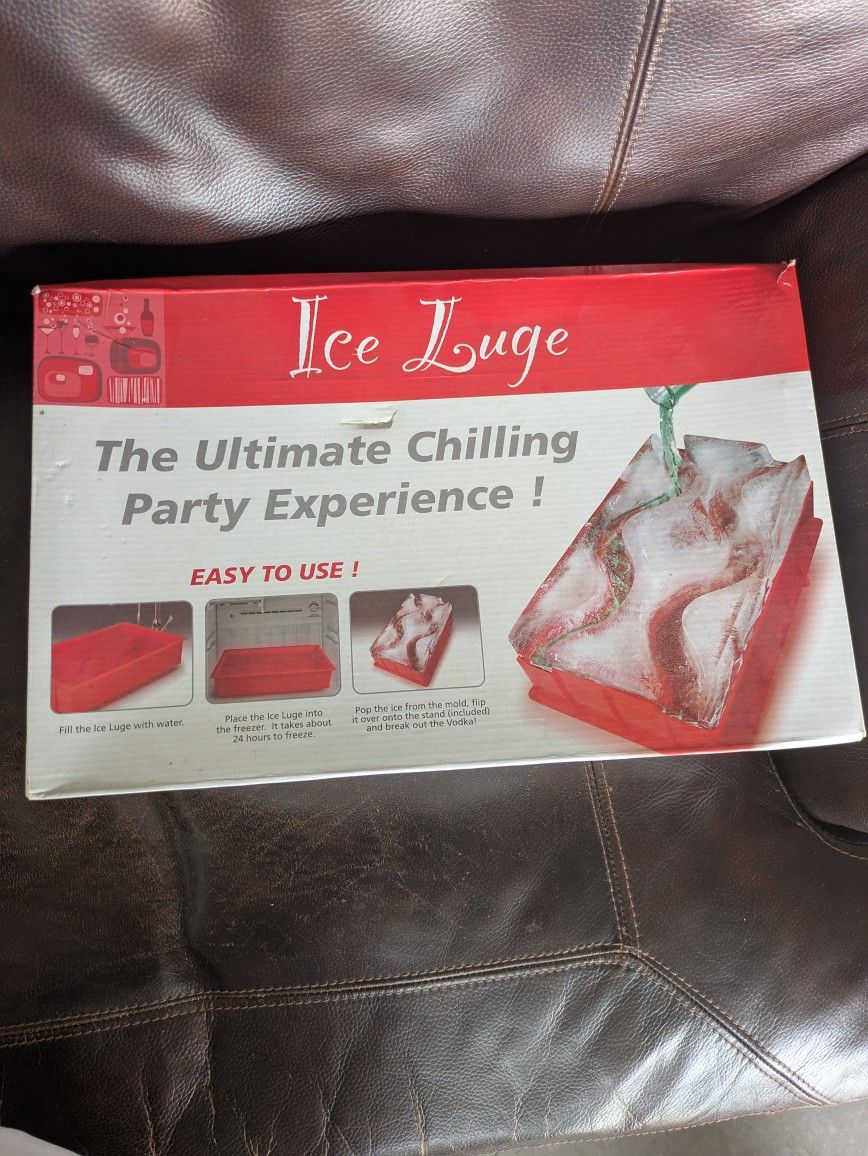 Ice Luge
The Ultimate Chilling
Party Experience !
EASY TO USE !
Fill the Ice Luge with water.
Place the Ice Luge into
the freezer. It takes about
24 hours to freeze.
Pop the ice from the mold, flip
it over onto the stand (included)
and break out the Vodka!